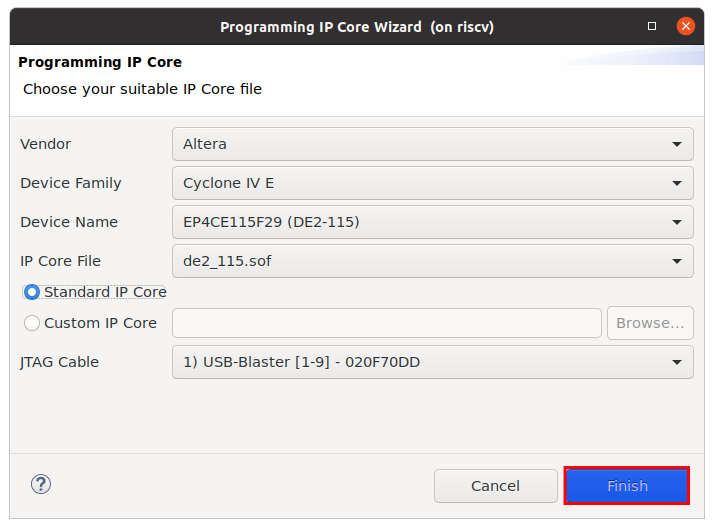 Programming IP Core Wizard (on riscv)
Programming IP Core
Choose your suitable IP Core file
Vendor Altera
Device Family Cyclone IV E
Device Name EP4CE115F29 (DE2-115)
IP Core File de2_115.sof
Standard IP Core
Custom IP Core Browse...
JTAG Cable 1) USB-Blaster [1-9] - 020F70DD
? Cancel Finish